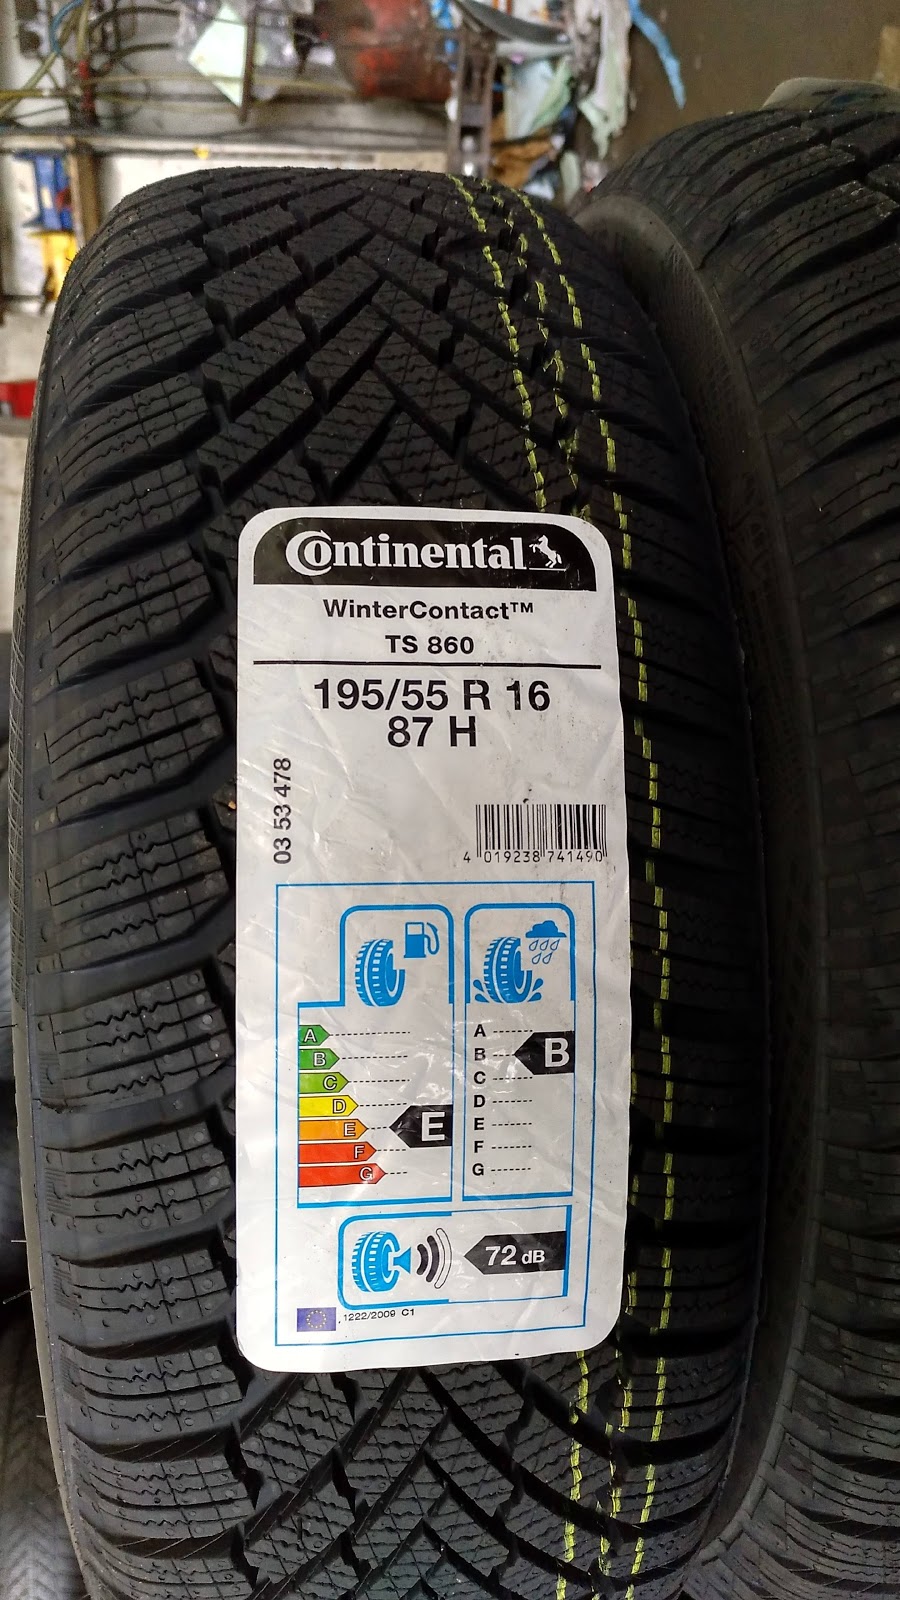 Continental
WinterContact™
TS 860
195/55 R 16
87 H
03 53 478
4 019238 741490
A
B
C
D
E
F
G
E
A
B
C
D
E
F
G
B
72 dB
1222/2009 C1